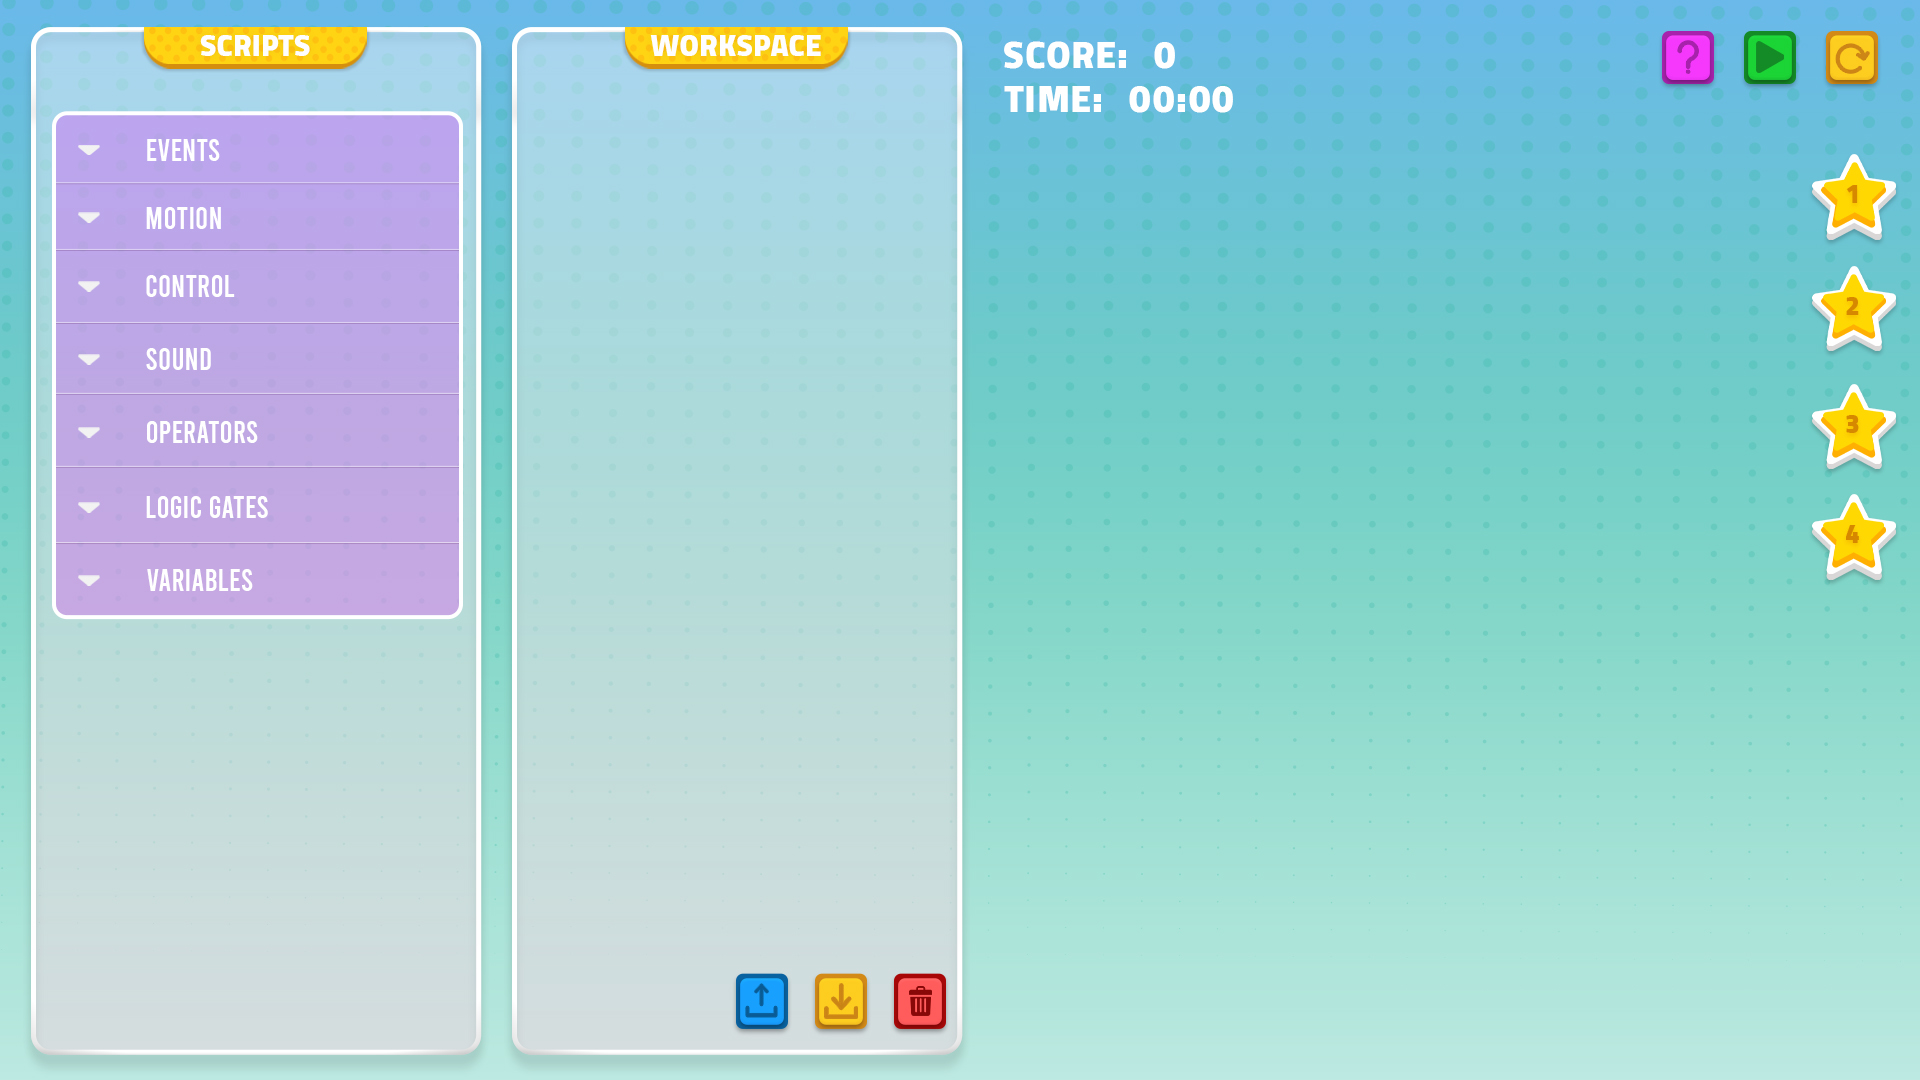 SCRIPTS
EVENTS
MOTION
CONTROL
SOUND
OPERATORS
LOGIC GATES
VARIABLES
WORKSPACE
SCORE: 0
TIME: 00:00
?
1
2
3
4